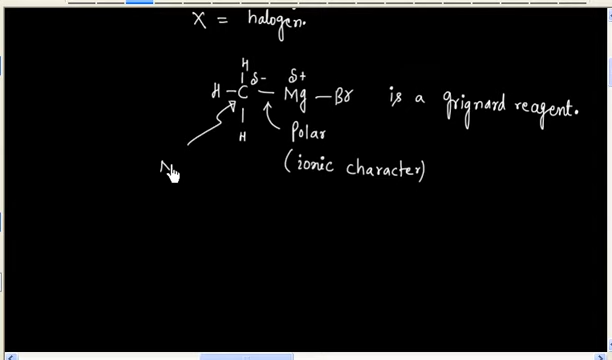 X = halogen.
H
H – C – Mg – Br is a grignard reagent.
δ- δ+
H
Polar
(ionic character)
N